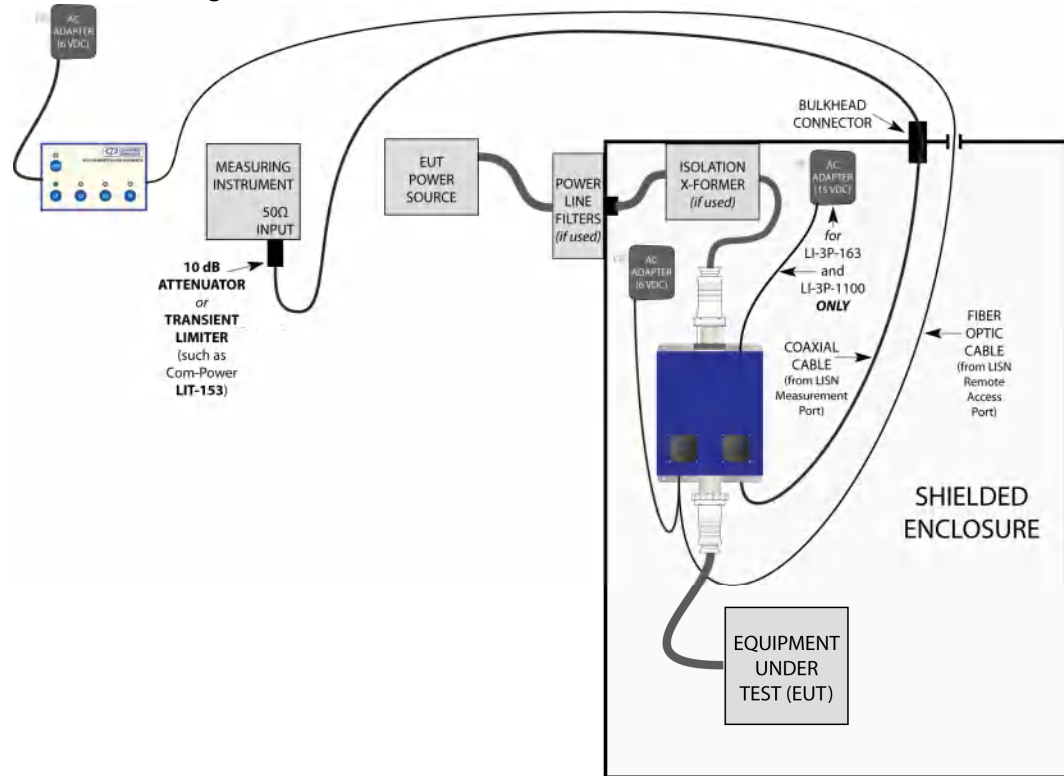 AC
ADAPTER
(6 VDC)
MEASURING
INSTRUMENT
50Ω
INPUT
10 dB
ATTENUATOR
or
TRANSIENT
LIMITER
(such as
Com-Power
LIT-153)
EUT
POWER
SOURCE
POWER
LINE
FILTERS
(if used)
ISOLATION
X-FORMER
(if used)
BULKHEAD
CONNECTOR
AC
ADAPTER
(15 VDC)
for
LI-3P-163
and
LI-3P-1100
ONLY
AC
ADAPTER
(6 VDC)
COAXIAL
CABLE
(from LISN
Measurement
Port)
FIBER
OPTIC
CABLE
(from LISN
Remote
Access
Port)
SHIELDED
ENCLOSURE
EQUIPMENT
UNDER
TEST (EUT)